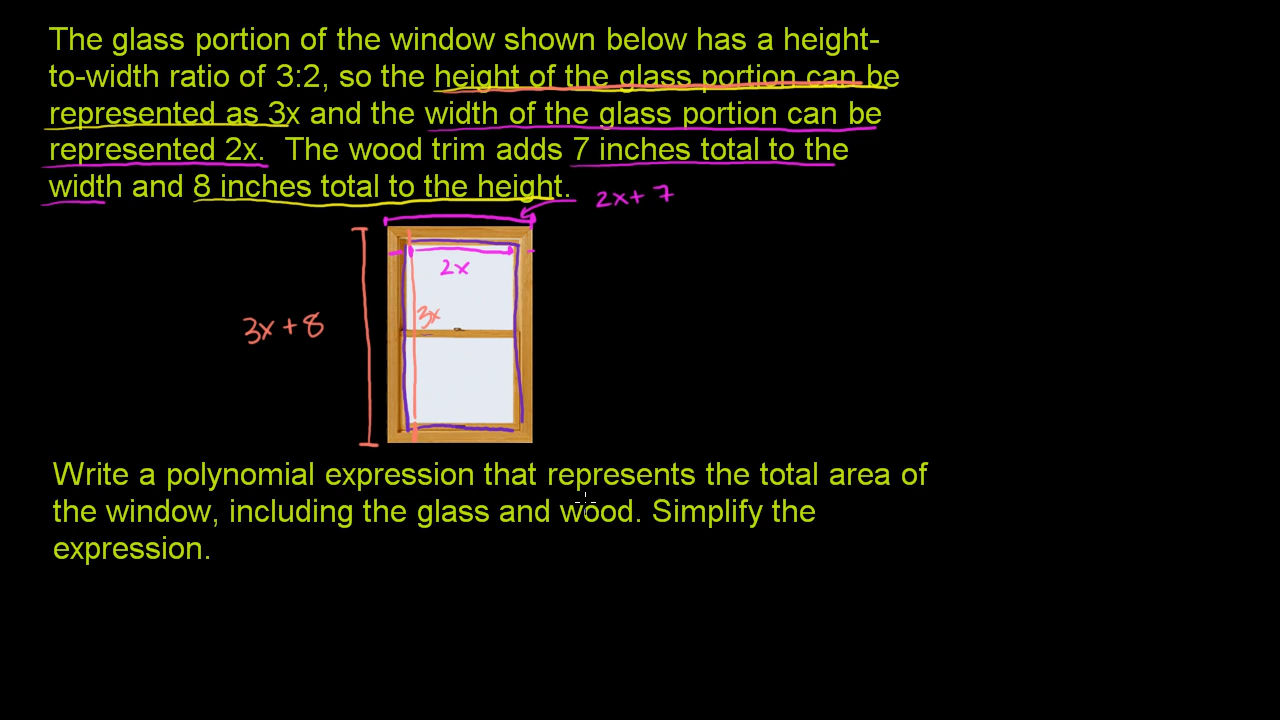 The glass portion of the window shown below has a height-
to-width ratio of 3:2, so the height of the glass portion can be
represented as 3x and the width of the glass portion can be
represented 2x. The wood trim adds 7 inches total to the
width and 8 inches total to the height.
2x+7
2x
3x
3x+8
Write a polynomial expression that represents the total area of
the window, including the glass and wood. Simplify the
expression.